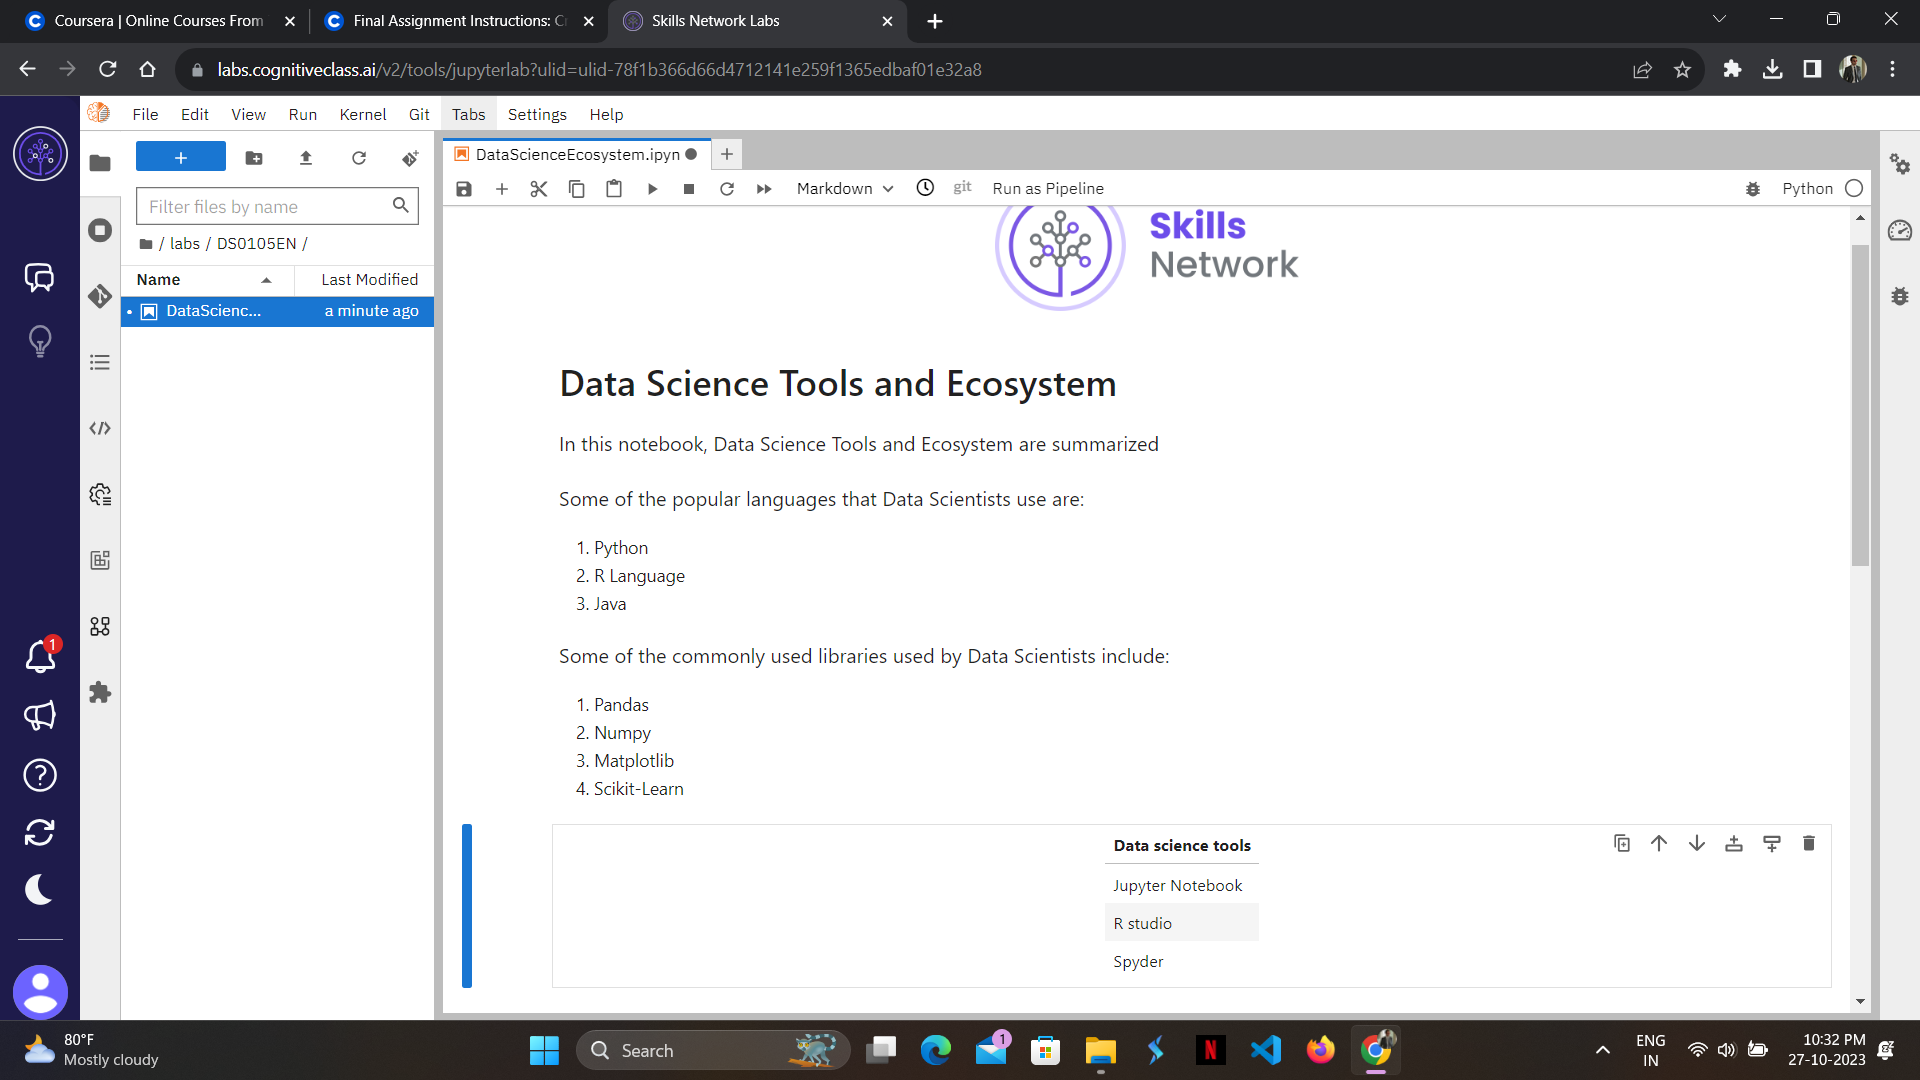 Coursera | Online Courses From
Final Assignment Instructions: Cr
Skills Network Labs
labs.cognitiveclass.ai/v2/tools/jupyterlab?ulid=ulid-78f1b366d66d4712141e259f1365edbaf01e32a8
File Edit View Run Kernel Git Tabs Settings Help
DataScienceEcosystem.ipyn
Markdown
git
Run as Pipeline
Python
Filter files by name
/ labs / DS0105EN /
Name Last Modified
DataScienc... a minute ago
Skills
Network
Data Science Tools and Ecosystem
In this notebook, Data Science Tools and Ecosystem are summarized
Some of the popular languages that Data Scientists use are:
1. Python
2. R Language
3. Java
Some of the commonly used libraries used by Data Scientists include:
1. Pandas
2. Numpy
3. Matplotlib
4. Scikit-Learn
Data science tools
Jupyter Notebook
R studio
Spyder
1
80°F
Mostly cloudy
Search
1
ENG
IN
10:32 PM
27-10-2023